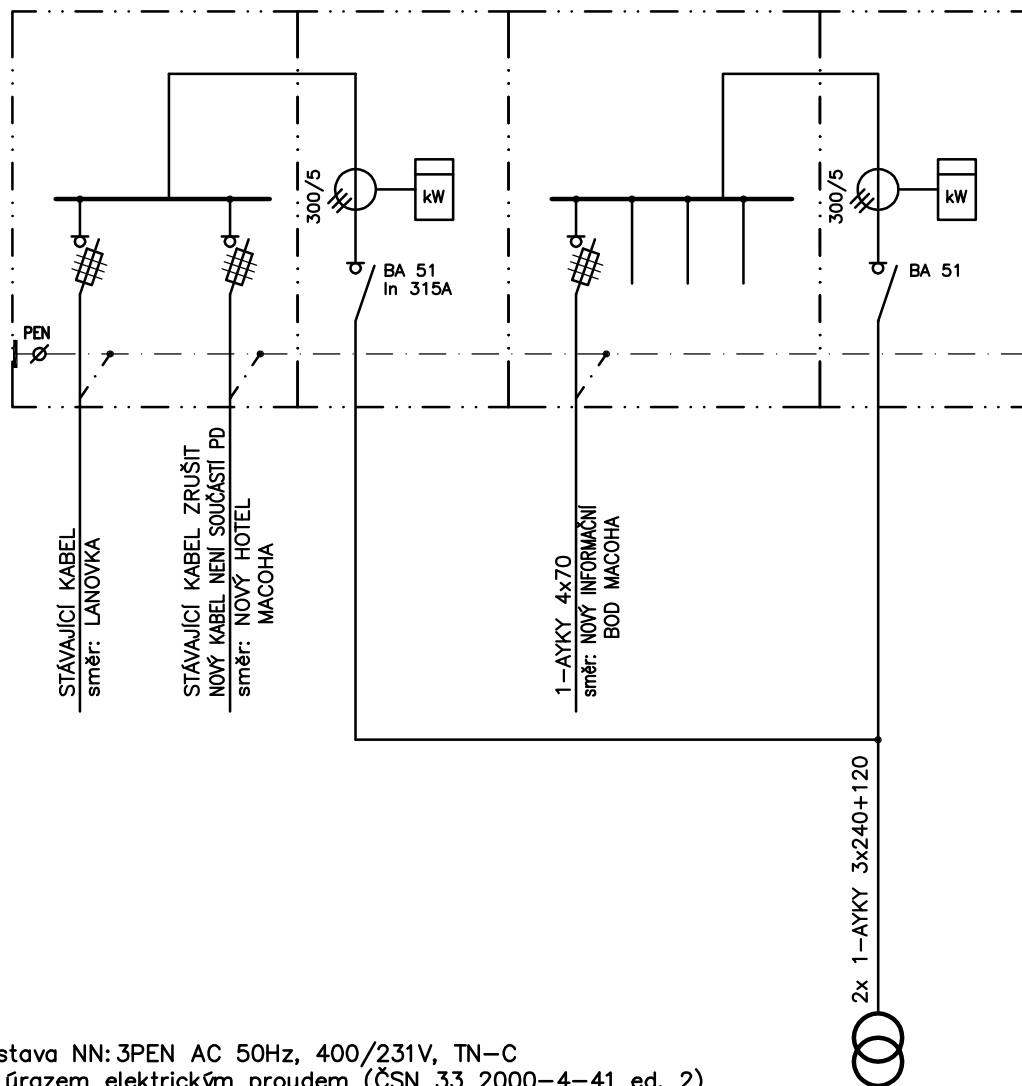 300/5
kW
300/5
kW
BA 51
In 315A
BA 51
PEN
STÁVAJÍCÍ KABEL
směr: LANOVKA
STÁVAJÍCÍ KABEL ZRUŠIT
NOVÝ KABEL NENÍ SOUČÁSTÍ PD
směr: NOVÝ HOTEL
MACOHA
1-AYKY 4x70
směr: NOVÝ INFORMAČNÍ
BOD MACOHA
2x 1-AYKY 3x240+120
stava NN:3PEN AC 50Hz, 400/231V, TN-C
úrazem elektrickým proudem (ČSN 33 2000-4-41 ed. 2)